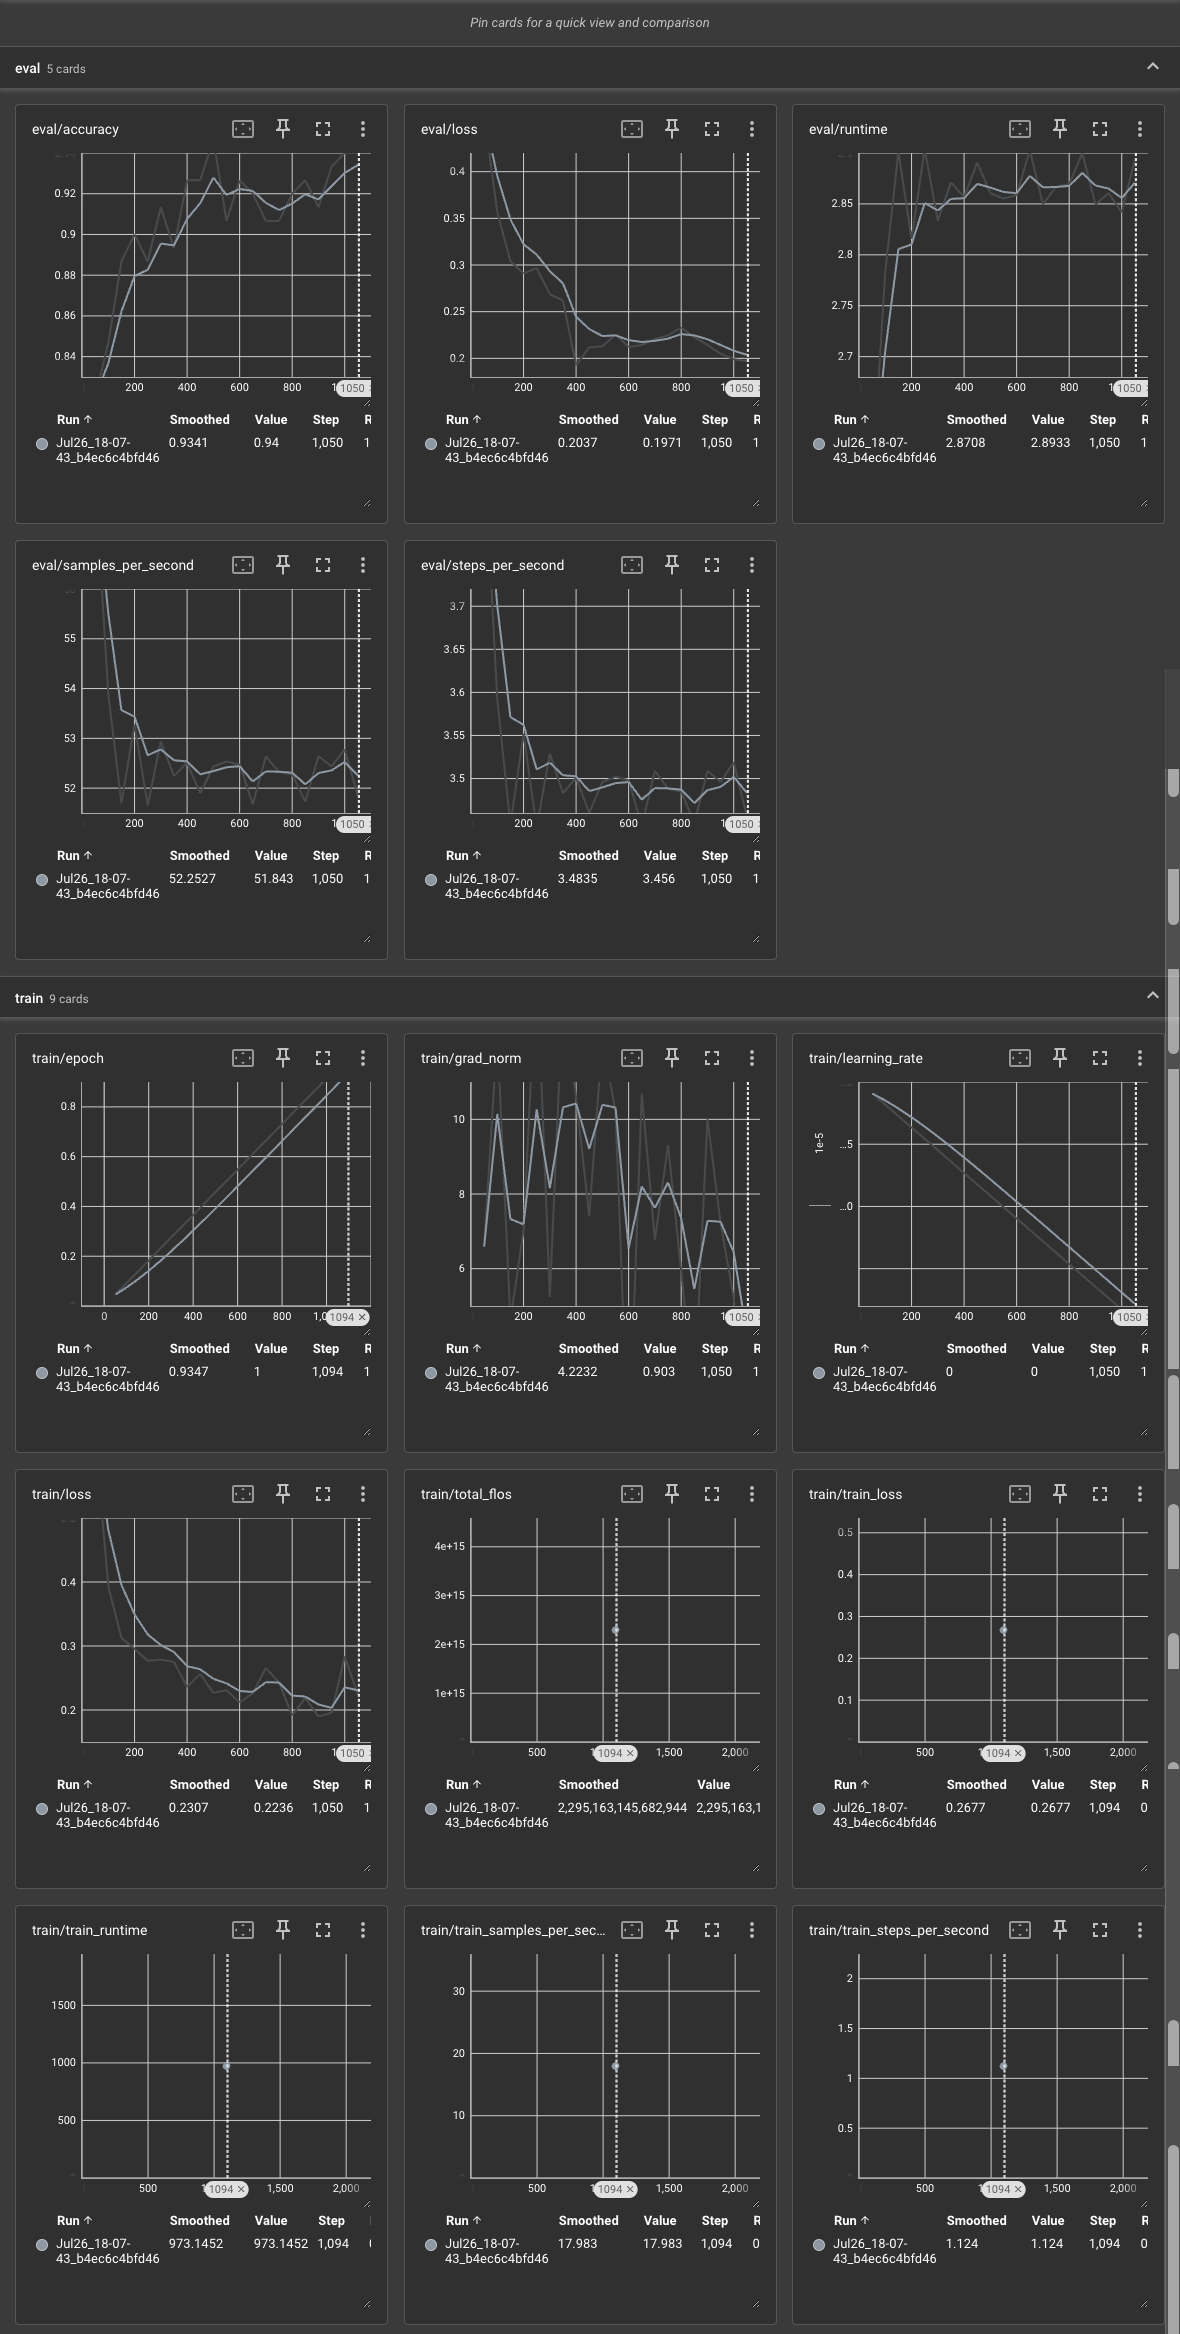 Pin cards for a quick view and comparison
eval 5 cards
eval/accuracy
0.92
0.9
0.88
0.86
0.84
200 400 600 800 1050
Run ↑ Smoothed Value Step R
Jul26_18-07-43_b4ec6c4bfd46 0.9341 0.94 1,050 1
eval/loss
0.4
0.35
0.3
0.25
0.2
200 400 600 800 1 1050
Run ↑ Smoothed Value Step R
Jul26_18-07-43_b4ec6c4bfd46 0.2037 0.1971 1,050 1
eval/runtime
2.85
2.8
2.75
2.7
200 400 600 800 1 1050
Run ↑ Smoothed Value Step R
Jul26_18-07-43_b4ec6c4bfd46 2.8708 2.8933 1,050 1
eval/samples_per_second
55
54
53
52
200 400 600 800 1 1050
Run ↑ Smoothed Value Step R
Jul26_18-07-43_b4ec6c4bfd46 52.2527 51.843 1,050 1
eval/steps_per_second
3.7
3.65
3.6
3.55
3.5
200 400 600 800 1050
Run ↑ Smoothed Value Step R
Jul26_18-07-43_b4ec6c4bfd46 3.4835 3.456 1,050 1
train 9 cards
train/epoch
0.8
0.6
0.4
0.2
0 200 400 600 800 1,0 1094 ×
Run ↑ Smoothed Value Step R
Jul26_18-07-43_b4ec6c4bfd46 0.9347 1 1,094 1
train/grad_norm
10
8
6
200 400 600 800 1050
Run ↑ Smoothed Value Step R
Jul26_18-07-43_b4ec6c4bfd46 4.2232 0.903 1,050 1
train/learning_rate
1e-5
...5
...0
200 400 600 800 1 1050
Run ↑ Smoothed Value Step R
Jul26_18-07-43_b4ec6c4bfd46 0 0 1,050 1
train/loss
0.4
0.3
0.2
200 400 600 800 1 1050
Run ↑ Smoothed Value Step R
Jul26_18-07-43_b4ec6c4bfd46 0.2307 0.2236 1,050 1
train/total_flos
4e+15
3e+15
2e+15
1e+15
500 1094 × 1,500 2,000
Run ↑ Smoothed Value
Jul26_18-07-43_b4ec6c4bfd46 2,295,163,145,682,944 2,295,163,1
train/train_loss
0.5
0.4
0.3
0.2
0.1
500 1094 × 1,500 2,000
Run ↑ Smoothed Value Step R
Jul26_18-07-43_b4ec6c4bfd46 0.2677 0.2677 1,094 0
train/train_runtime
1500
1000
500
500 1094 × 1,500 2,000
Run ↑ Smoothed Value Step
Jul26_18-07-43_b4ec6c4bfd46 973.1452 973.1452 1,094
train/train_samples_per_sec...
30
20
10
500 1094 × 1,500 2,000
Run ↑ Smoothed Value Step R
Jul26_18-07-43_b4ec6c4bfd46 17.983 17.983 1,094 0
train/train_steps_per_second
2
1.5
1
0.5
500 1094 × 1,500 2,000
Run ↑ Smoothed Value Step R
Jul26_18-07-43_b4ec6c4bfd46 1.124 1.124 1,094 0